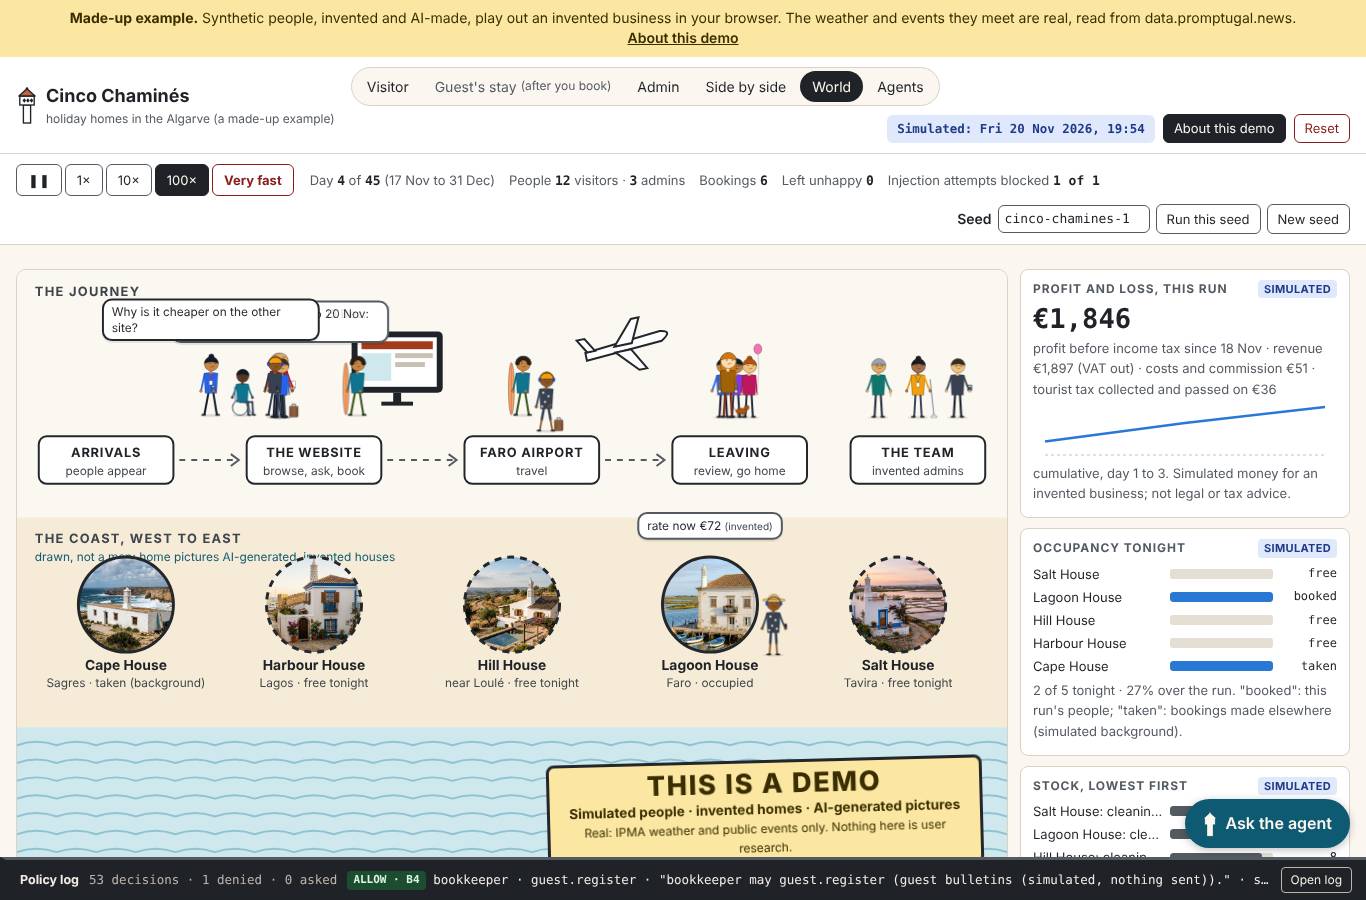 Made-up example. Synthetic people, invented and AI-made, play out an invented business in your browser. The weather and events they meet are real, read from data.promptugal.news.
About this demo
Cinco Chaminés
holiday homes in the Algarve (a made-up example)
Visitor
Guest's stay (after you book)
Admin
Side by side
World
Agents
Simulated: Fri 20 Nov 2026, 19:54
About this demo
Reset
1×
10×
100×
Very fast
Day 4 of 45 (17 Nov to 31 Dec)
People 12 visitors · 3 admins
Bookings 6
Left unhappy 0
Injection attempts blocked 1 of 1
Seed
cinco-chamines-1
Run this seed
New seed
THE JOURNEY
Why is it cheaper on the other site?
20 Nov:
ARRIVALS
people appear
THE WEBSITE
browse, ask, book
FARO AIRPORT
travel
LEAVING
review, go home
THE TEAM
invented admins
THE COAST, WEST TO EAST
drawn, not a map; home pictures AI-generated, invented houses
rate now €72 (invented)
Cape House
Sagres · taken (background)
Harbour House
Lagos · free tonight
Hill House
near Loulé · free tonight
Lagoon House
Faro · occupied
Salt House
Tavira · free tonight
THIS IS A DEMO
Simulated people · invented homes · AI-generated pictures
Real: IPMA weather and public events only. Nothing here is user research.
PROFIT AND LOSS, THIS RUN
SIMULATED
€1,846
profit before income tax since 18 Nov · revenue
€1,897 (VAT out) · costs and commission €51 ·
tourist tax collected and passed on €36
cumulative, day 1 to 3. Simulated money for an
invented business; not legal or tax advice.
OCCUPANCY TONIGHT
SIMULATED
Salt House free
Lagoon House booked
Hill House free
Harbour House free
Cape House taken
2 of 5 tonight · 27% over the run. "booked": this
run's people; "taken": bookings made elsewhere
(simulated background).
STOCK, LOWEST FIRST
SIMULATED
Salt House: cleanin...
Lagoon House: cle...
Hill House: cleanin... 8
Ask the agent
Policy log
53 decisions · 1 denied · 0 asked
ALLOW · B4
bookkeeper · guest.register · "bookkeeper may guest.register (guest bulletins (simulated, nothing sent))." · s…
Open log